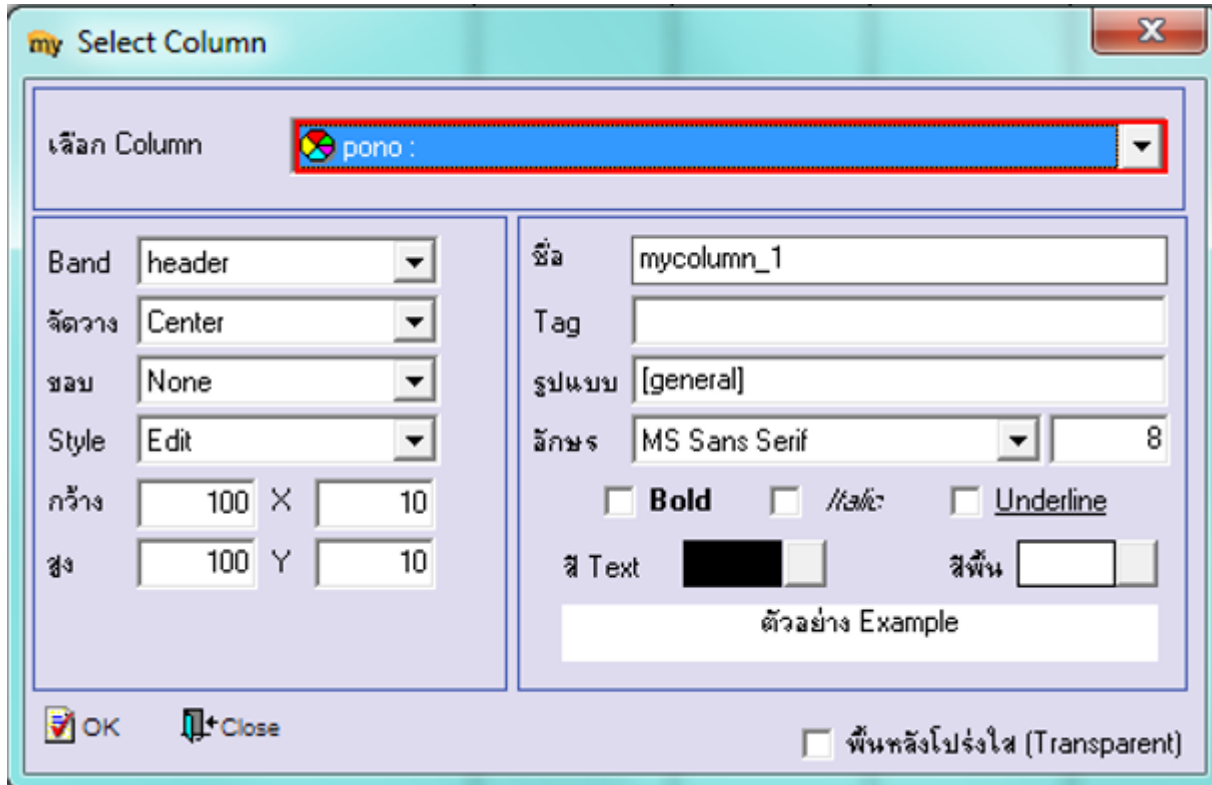 my Select Column
เลือก Column pono :
Band header
จัดวาง Center
ขอบ None
Style Edit
กว้าง 100 X 10
สูง 100 Y 10
ชื่อ mycolumn_1
Tag
รูปแบบ [general]
อักษร MS Sans Serif 8
Bold Italic Underline
สี Text สีพื้น
ตัวอย่าง Example
OK Close
พื้นหลังโปร่งใส (Transparent)